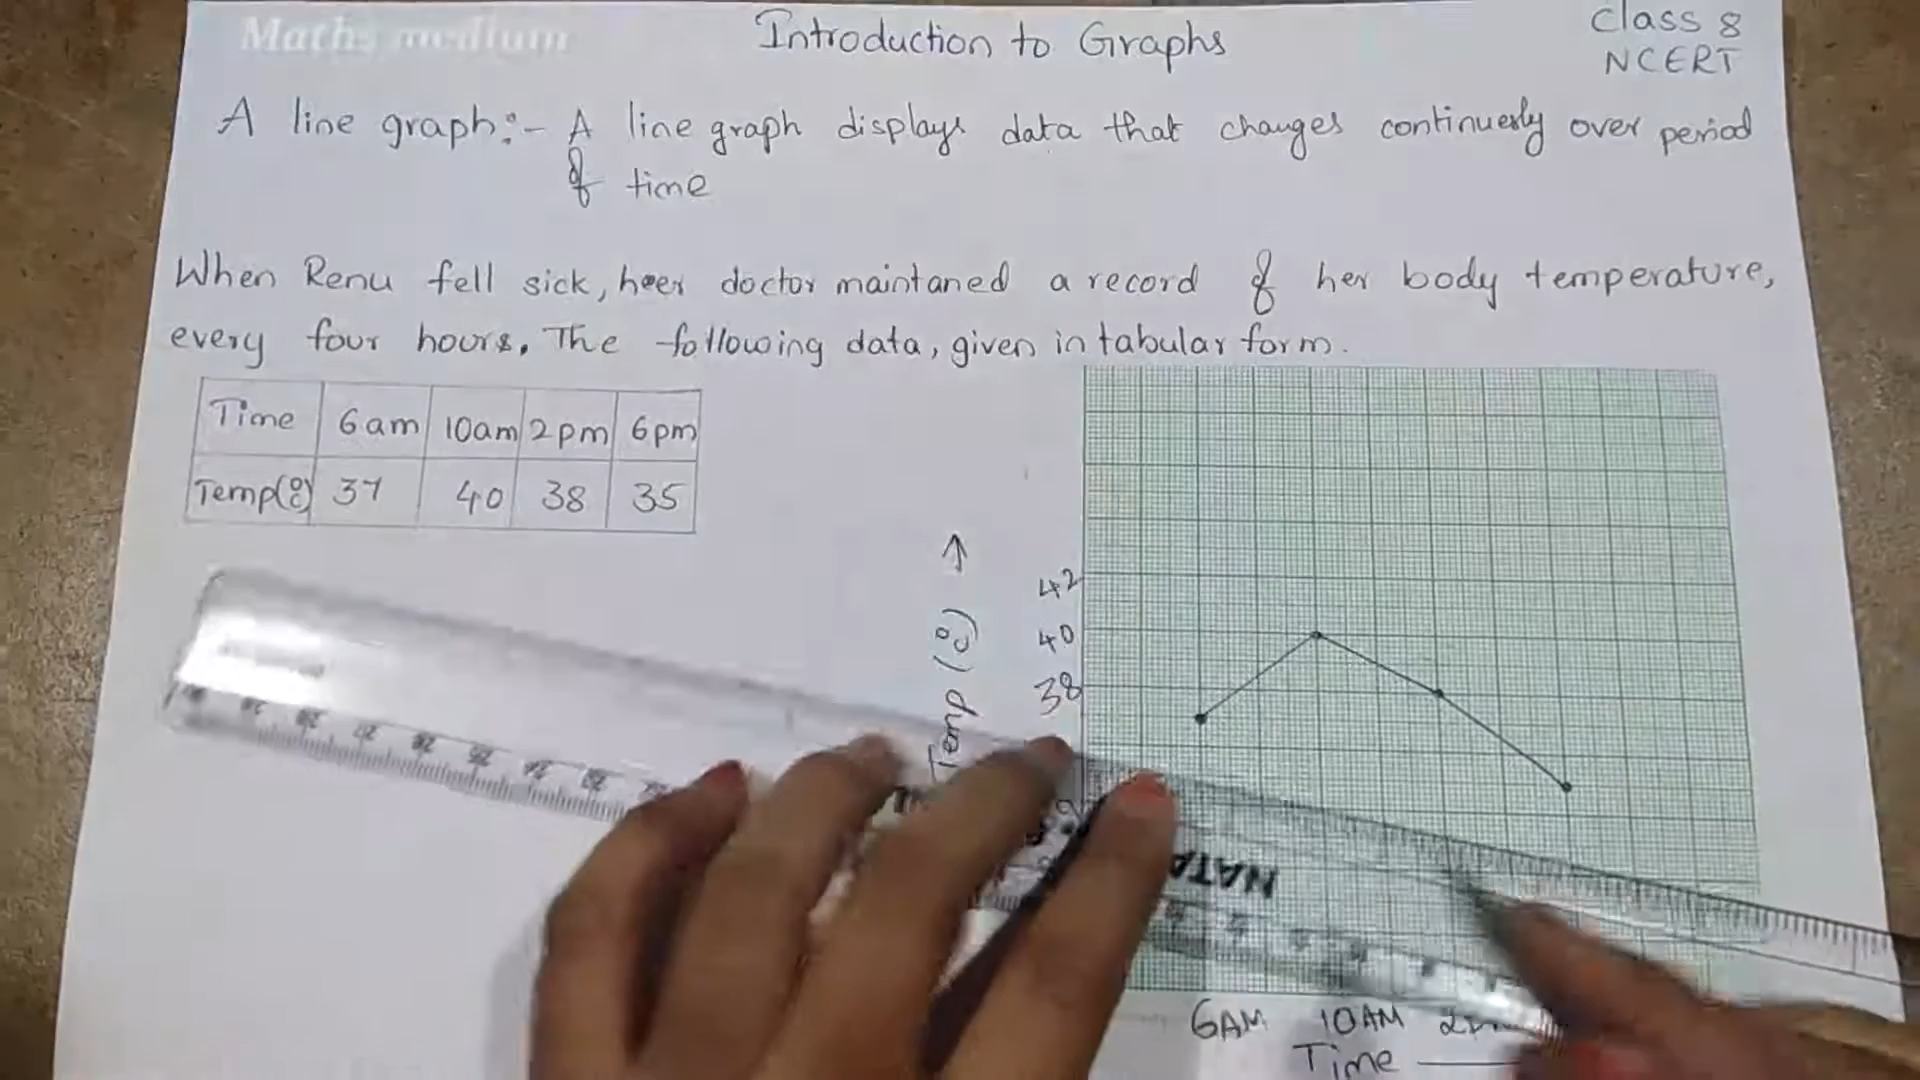 Maths medium
Introduction to Graphs
Class 8
NCERT
A line graph:- A line graph displays data that changes continuesly over period
of time
When Renu fell sick, heer doctor maintaned a record of her body temperature,
every four hours. The following data, given in tabular form.
Time 6am 10am 2pm 6pm
Temp(°C) 37 40 38 35
42
40
38
Temp (°C) →
NATA
6AM 10AM
Time